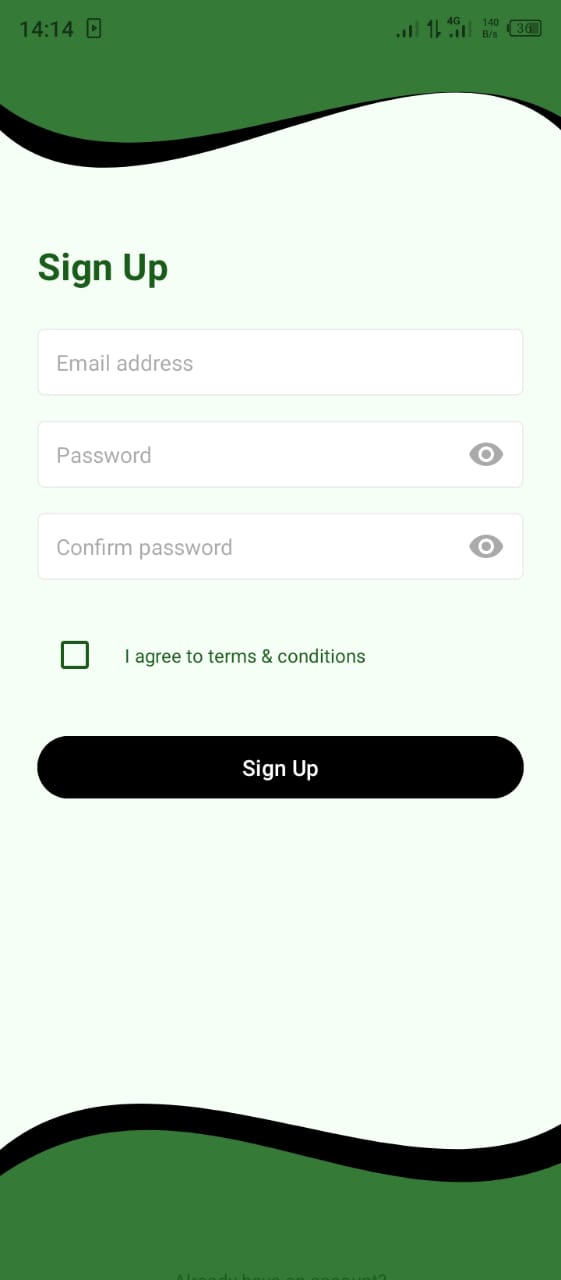 14:14
4G
140
B/s
36
Sign Up
Email address
Password
Confirm password
I agree to terms & conditions
Sign Up
Already have an account?